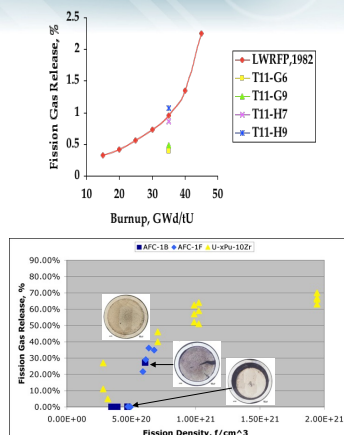 Fission Gas Release, %
2.5
2
1.5
1
0.5
0
10 20 30 40 50
Burnup, GWd/tU
LWRFP,1982
T11-G6
T11-G9
T11-H7
T11-H9
AFC-1B AFC-1F U-xPu-10Zr
Fission Gas Release, %
90.00%
80.00%
70.00%
60.00%
50.00%
40.00%
30.00%
20.00%
10.00%
0.00%
0.00E+00 5.00E+20 1.00E+21 1.50E+21 2.00E+21
Fission Density, f/cm^3